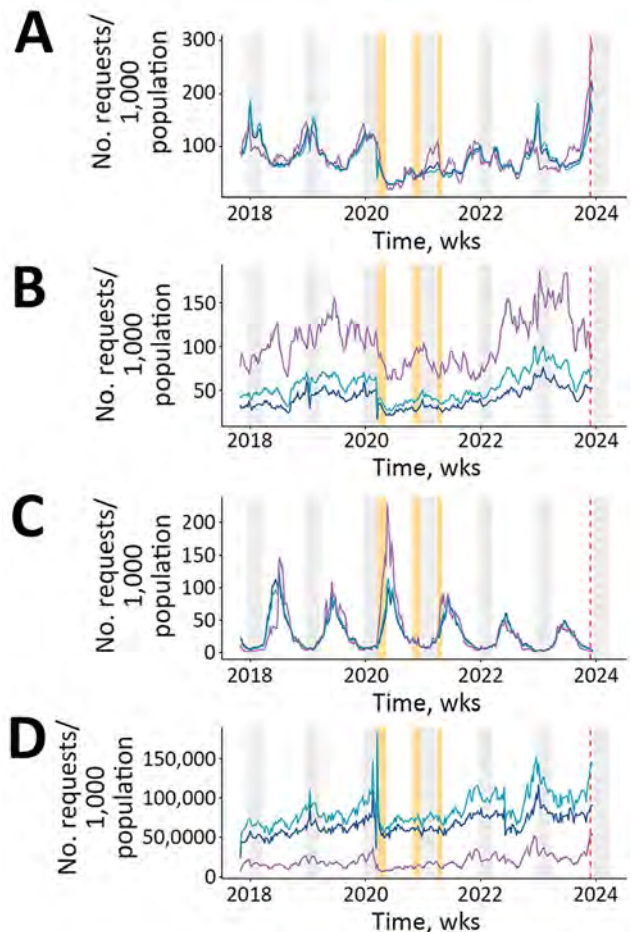 A
No. requests/
1,000
population
300
200
100
2018
2020
2022
2024
Time, wks
B
No. requests/
1,000
population
150
100
50
2018
2020
2022
2024
Time, wks
C
No. requests/
1,000
population
200
150
100
50
0
2018
2020
2022
2024
Time, wks
D
No. requests/
1,000
population
150,000
100,000
50,0000
0
2018
2020
2022
2024
Time, wks